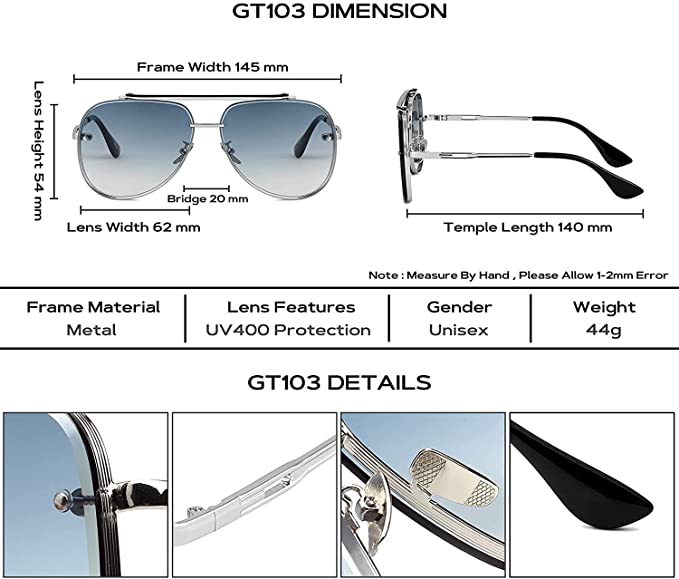 GT103 DIMENSION
Frame Width 145 mm
Lens Height 54 mm
Bridge 20 mm
Lens Width 62 mm
Temple Length 140 mm
Note : Measure By Hand , Please Allow 1-2mm Error
Frame Material
Metal
Lens Features
UV400 Protection
Gender
Unisex
Weight
44g
GT103 DETAILS